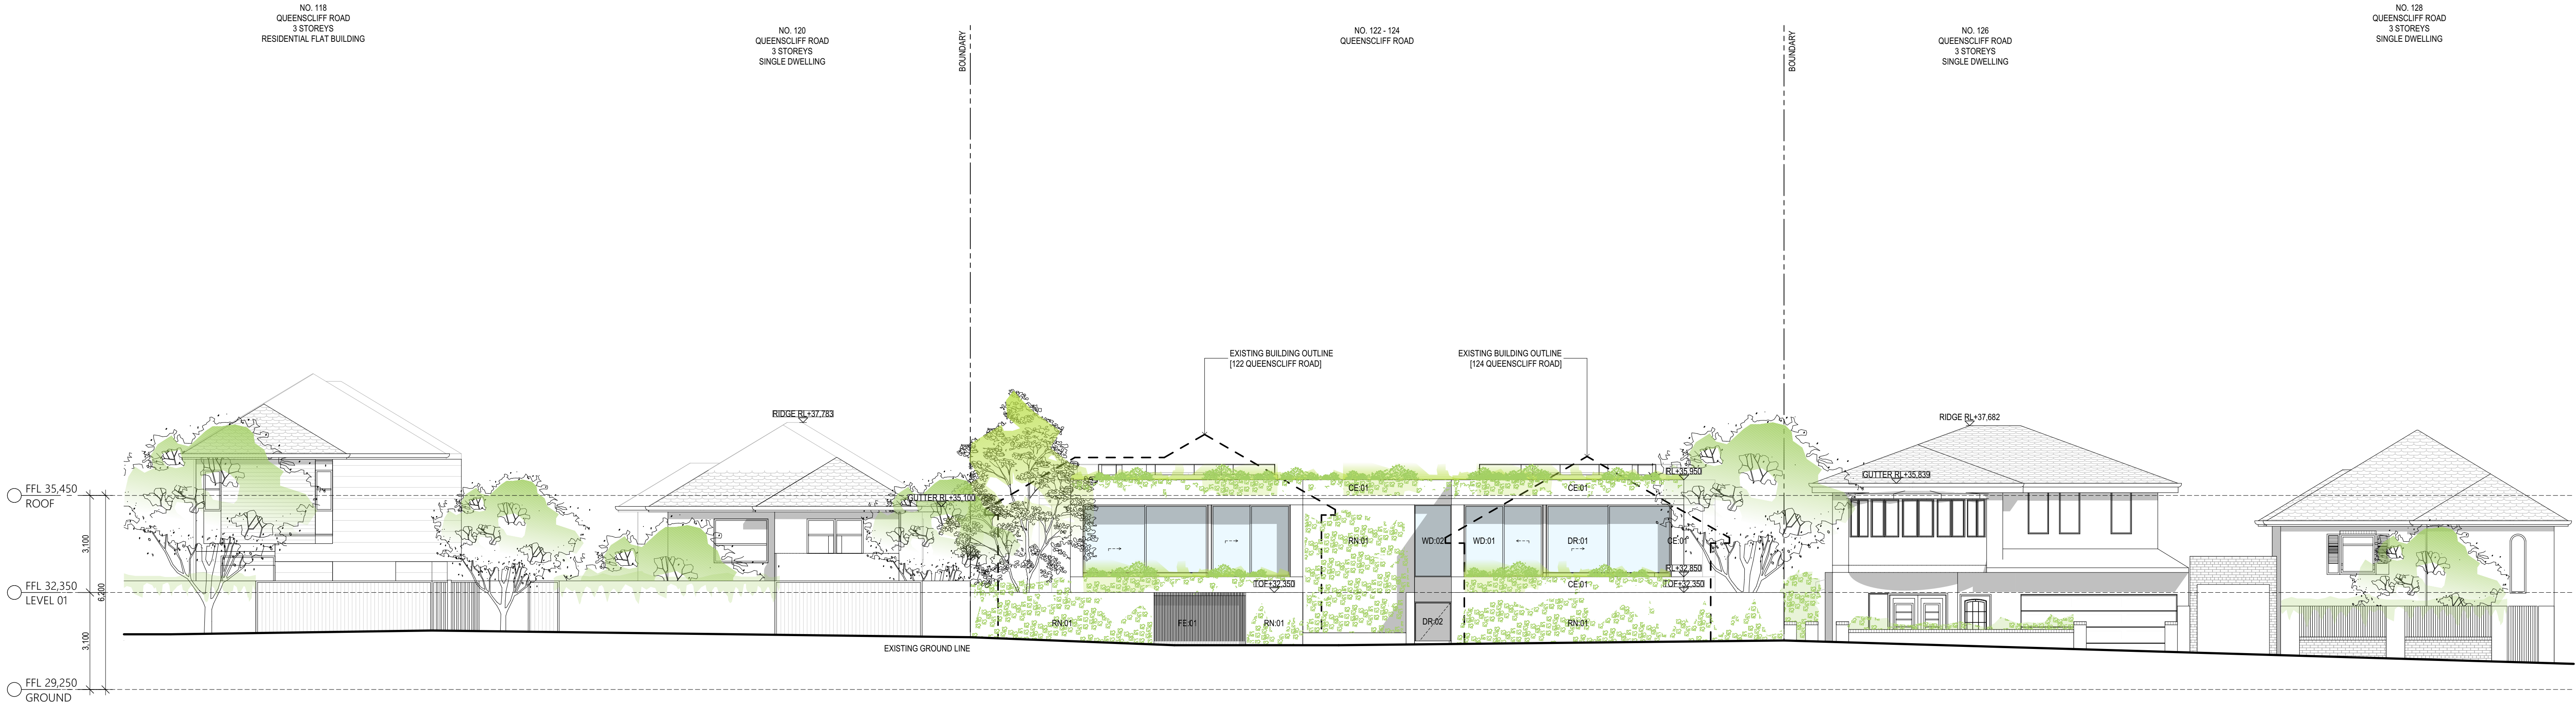 NO. 118
QUEENSCLIFF ROAD
3 STOREYS
RESIDENTIAL FLAT BUILDING
NO. 120
QUEENSCLIFF ROAD
3 STOREYS
SINGLE DWELLING
BOUNDARY
NO. 122 - 124
QUEENSCLIFF ROAD
BOUNDARY
NO. 126
QUEENSCLIFF ROAD
3 STOREYS
SINGLE DWELLING
NO. 128
QUEENSCLIFF ROAD
3 STOREYS
SINGLE DWELLING
EXISTING BUILDING OUTLINE
[122 QUEENSCLIFF ROAD]
EXISTING BUILDING OUTLINE
[124 QUEENSCLIFF ROAD]
RIDGE RL+37,783
RIDGE RL+37,682
GUTTER RL+35,100
RL+35,950
GUTTER RL+35,839
CE:01
CE:01
FFL 35,450
ROOF
3,100
RN:01
WD:02
WD:01
DR:01
CE:01
RL+32,850
TOF+32,350
CE:01
TOF+32,350
FFL 32,350
LEVEL 01
6,200
3,100
RN:01
FE:01
RN:01
DR:02
RN:01
EXISTING GROUND LINE
FFL 29,250
GROUND